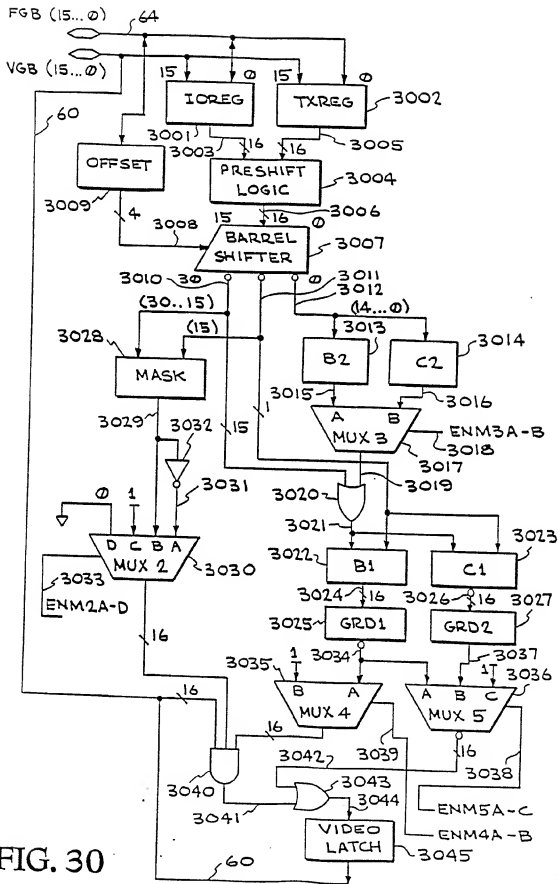 FGB (15...0) 64
VGB (15...0)
15 0 15 0
60
IOREG TXREG 3002
3001 3003 16 16 3005
OFFSET PRESHIFT LOGIC 3004
3009 16 3006
4 3008 15 0
BARREL SHIFTER 3007
3010 30 3011
0 3012
(30..15) (14...0)
(15) 3013 3014
3028 B2 C2
MASK 3015 3016
A B
3029 MUX 3 ENM3A-B
3032 15 1 3018
3017
3019
3020
3031
3021
0 1 3023
D C B A 3022 B1 C1
MUX 2 3030 3024 16 3026 16 3027
3033 3025 GRD1 GRD2
ENM2A-D
3034 3037
16 3035 1 1 3036
B A A B C
16 MUX 4 MUX 5
16 3042 3039 16 3038
3040 3043
3041 3044 ENM5A-C
VIDEO LATCH ENM4A-B
3045
60
FIG. 30